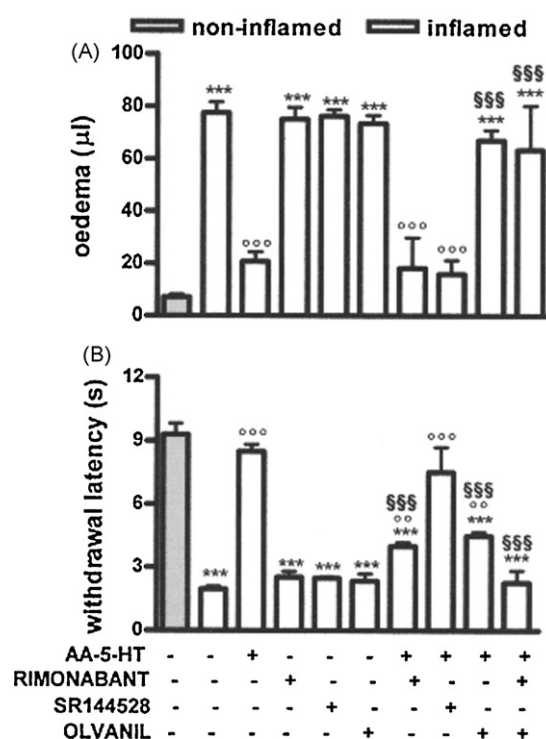 non-inflamed inflamed
(A)
oedema (µl)
100
80
60
40
20
0
*** °°° *** *** *** °°° °°° §§§ *** §§§ ***
(B)
withdrawal latency (s)
12
9
6
3
0
*** °°° *** *** *** §§§ °° *** °°° §§§ °° *** §§§ ***
AA-5-HT - - + - - - + + + +
RIMONABANT - - - + - - + - - +
SR144528 - - - - + - - + - -
OLVANIL - - - - - + - - + +